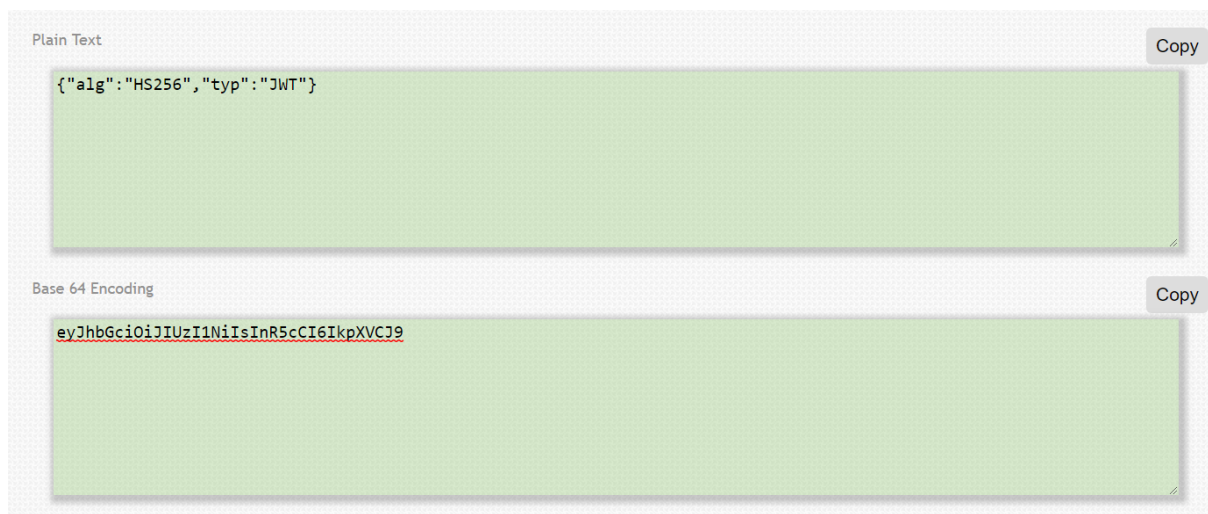 Plain Text
Copy
{"alg":"HS256","typ":"JWT"}
Base 64 Encoding
Copy
eyJhbGciOiJIUzI1NiIsInR5cCI6IkpXVCJ9